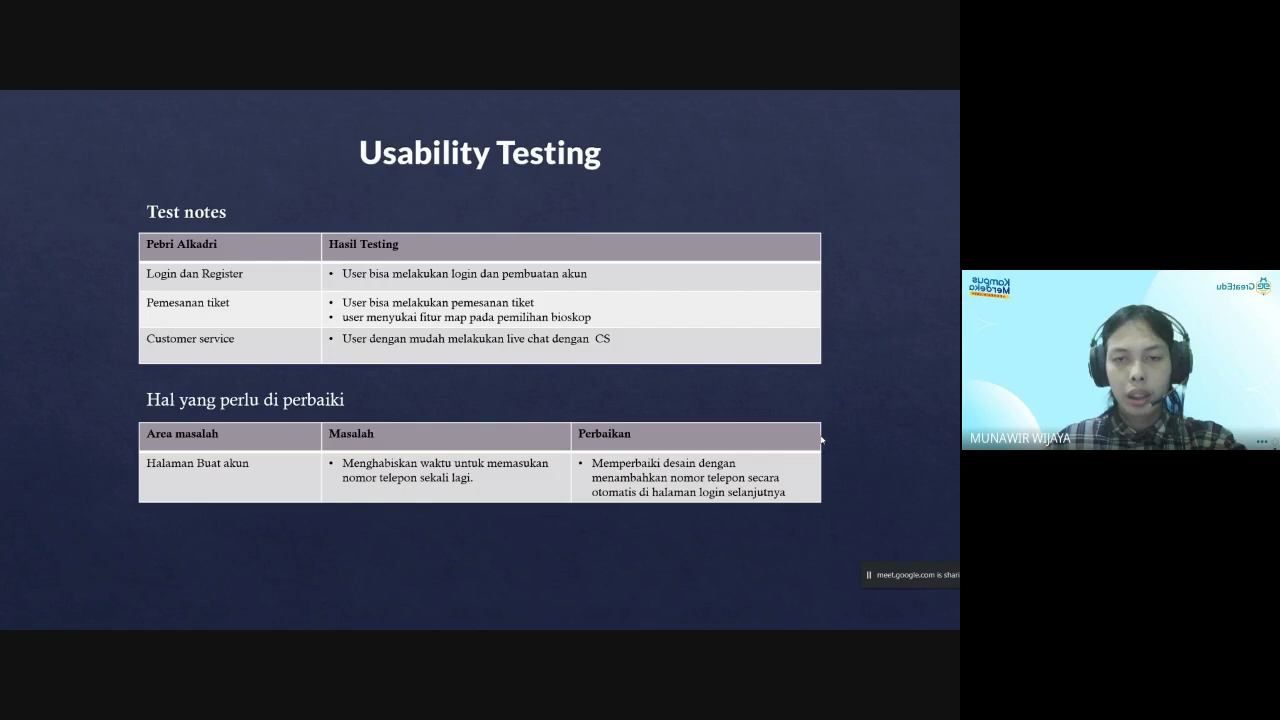 Usability Testing
Test notes
Pebri Alkadri
Hasil Testing
Login dan Register
• User bisa melakukan login dan pembuatan akun
Pemesanan tiket
• User bisa melakukan pemesanan tiket
• user menyukai fitur map pada pemilihan bioskop
Customer service
• User dengan mudah melakukan live chat dengan CS
Hal yang perlu di perbaiki
Area masalah
Masalah
Perbaikan
Halaman Buat akun
• Menghabiskan waktu untuk memasukan
nomor telepon sekali lagi.
• Memperbaiki desain dengan
menambahkan nomor telepon secara
otomatis di halaman login selanjutnya
meet.google.com is shari
Kampus
Merdeka
GreatEdu
MUNAWIR WIJAYA